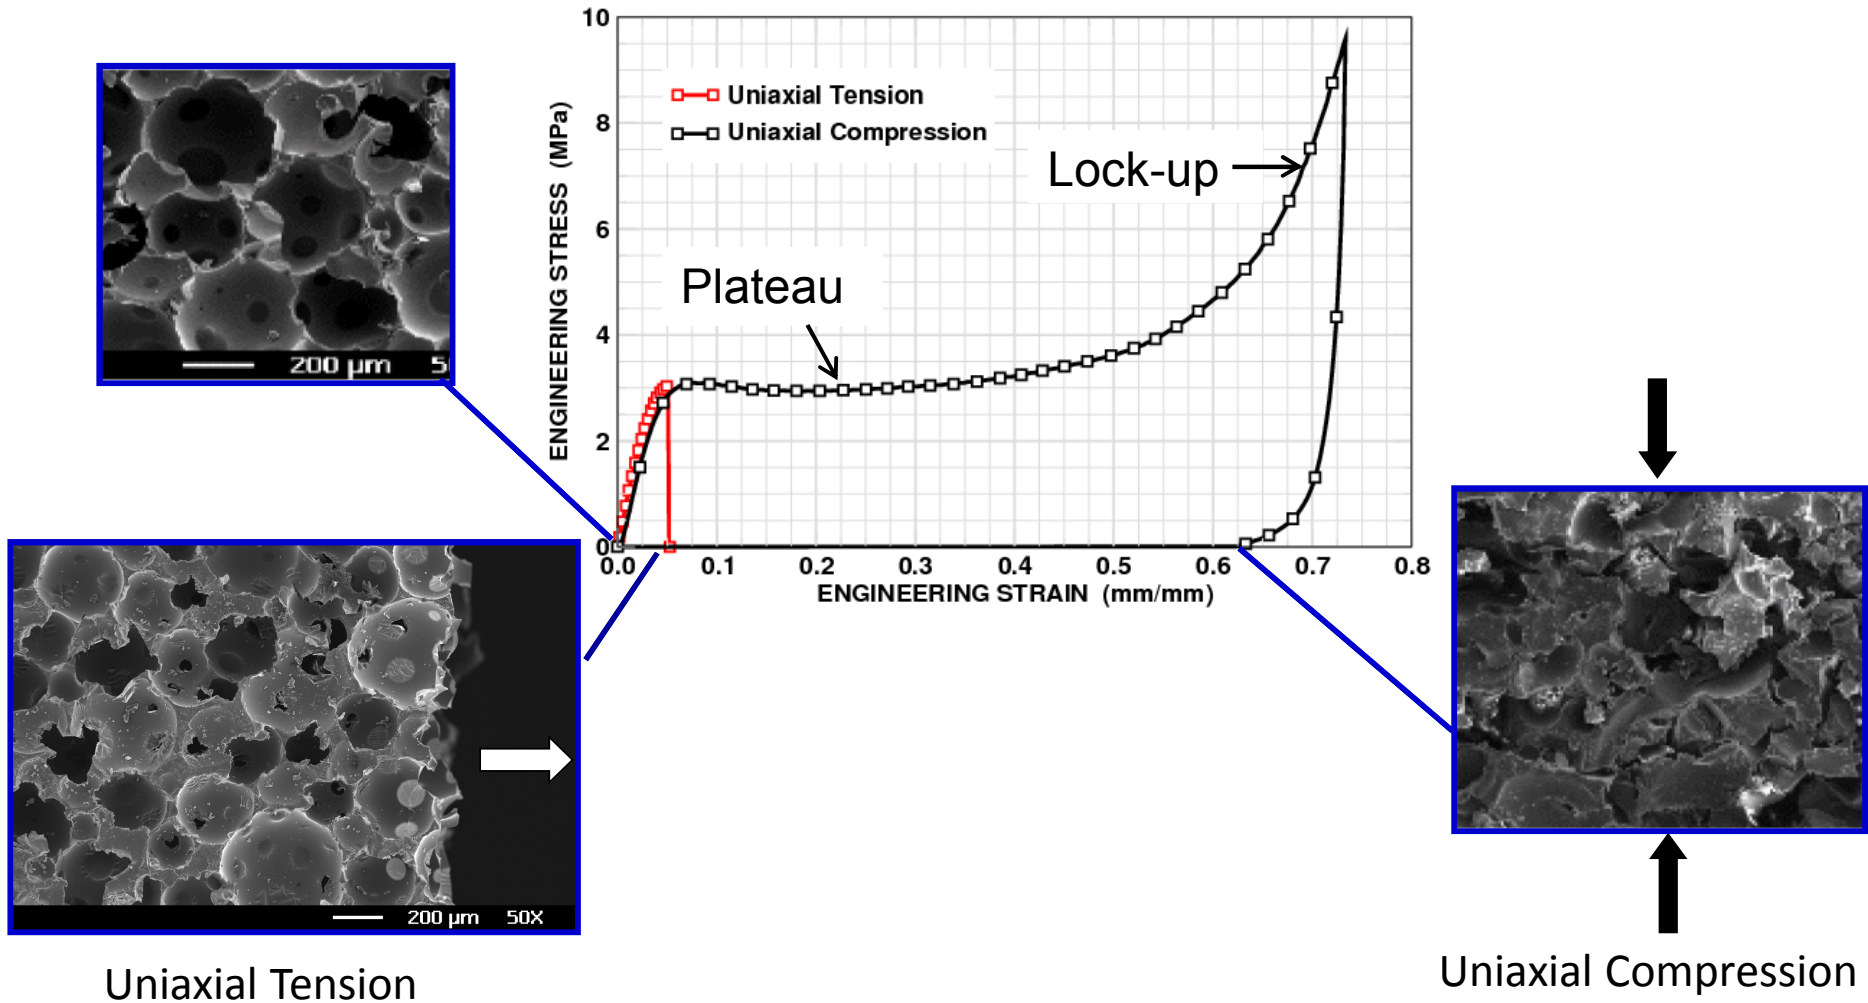 10
8
6
4
2
0
ENGINEERING STRESS (MPa)
Uniaxial Tension
Uniaxial Compression
Lock-up
Plateau
0.0 0.1 0.2 0.3 0.4 0.5 0.6 0.7 0.8
ENGINEERING STRAIN (mm/mm)
200 μm 5
200 μm 50X
Uniaxial Tension
Uniaxial Compression